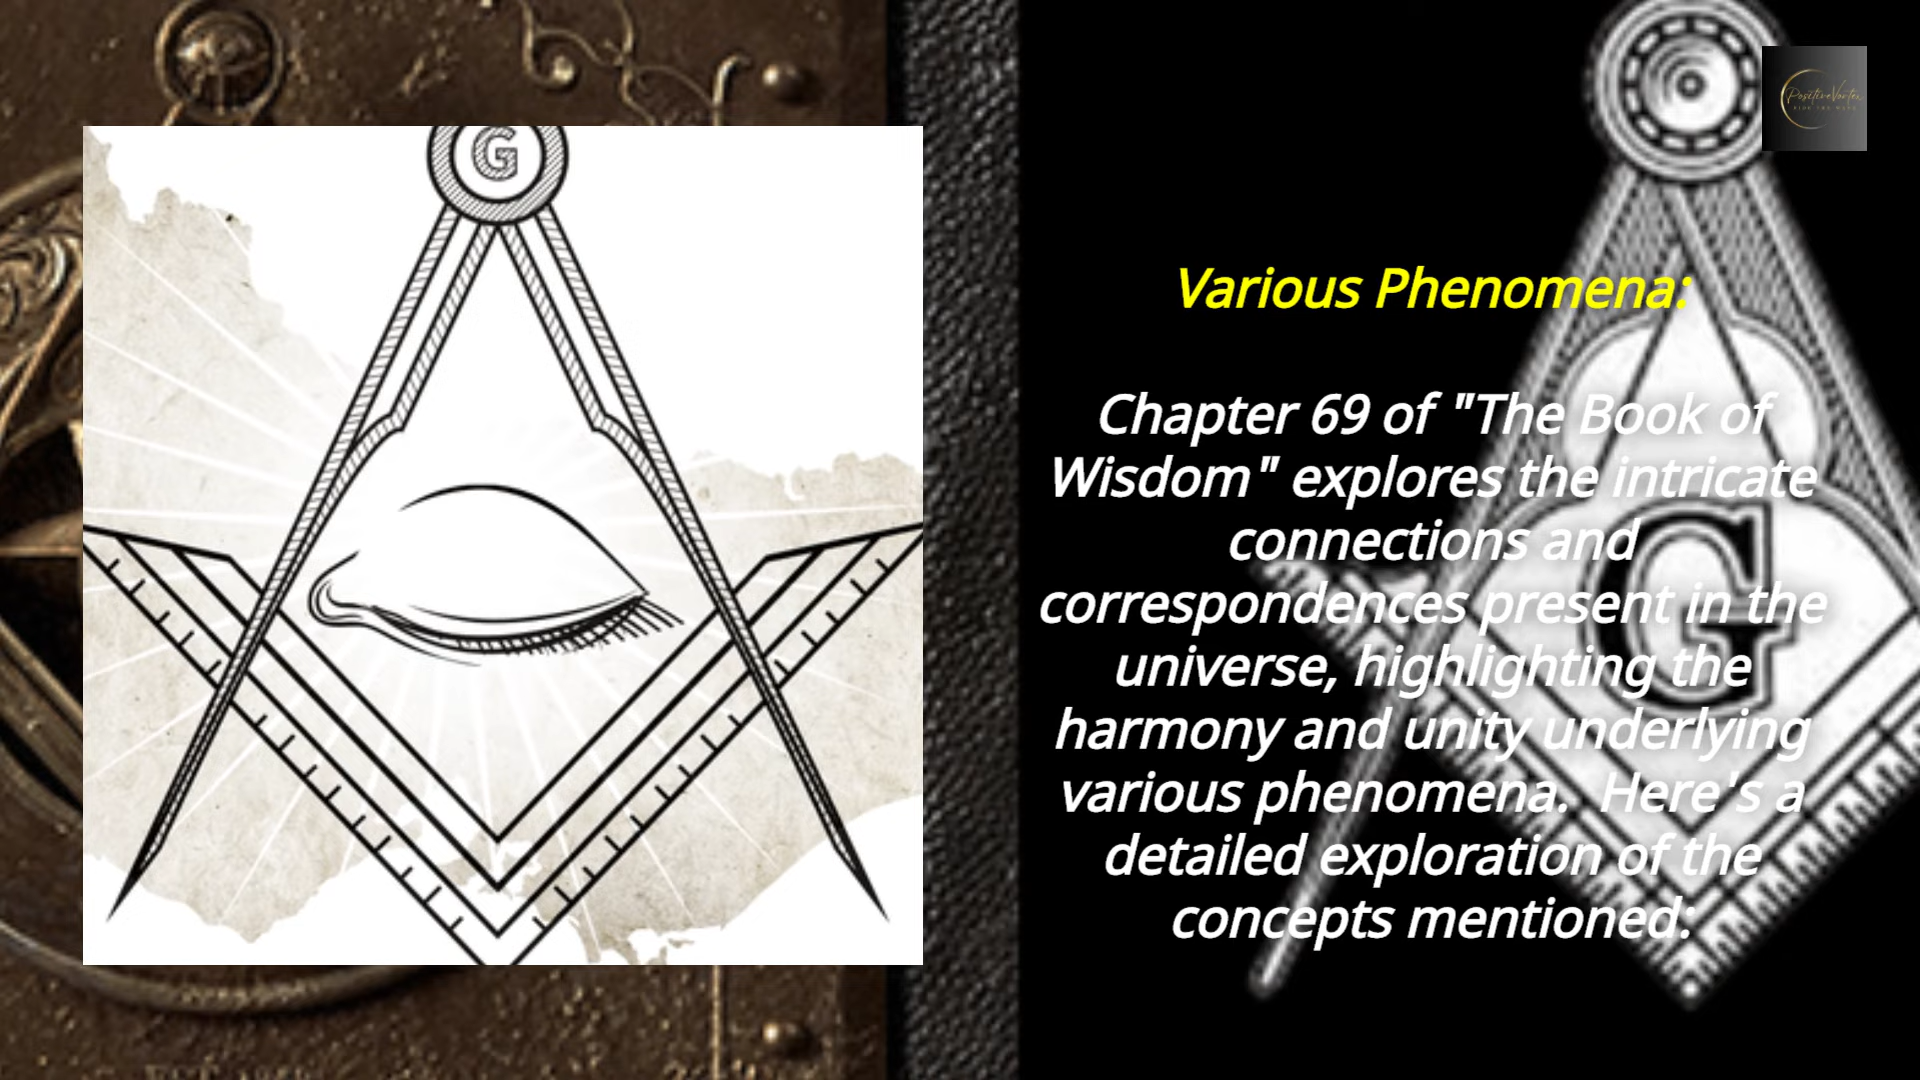 G
PositiveVortex
Various Phenomena:
Chapter 69 of "The Book of
Wisdom" explores the intricate
connections and
correspondences present in the
universe, highlighting the
harmony and unity underlying
various phenomena.  Here's a
detailed exploration of the
concepts mentioned:
G